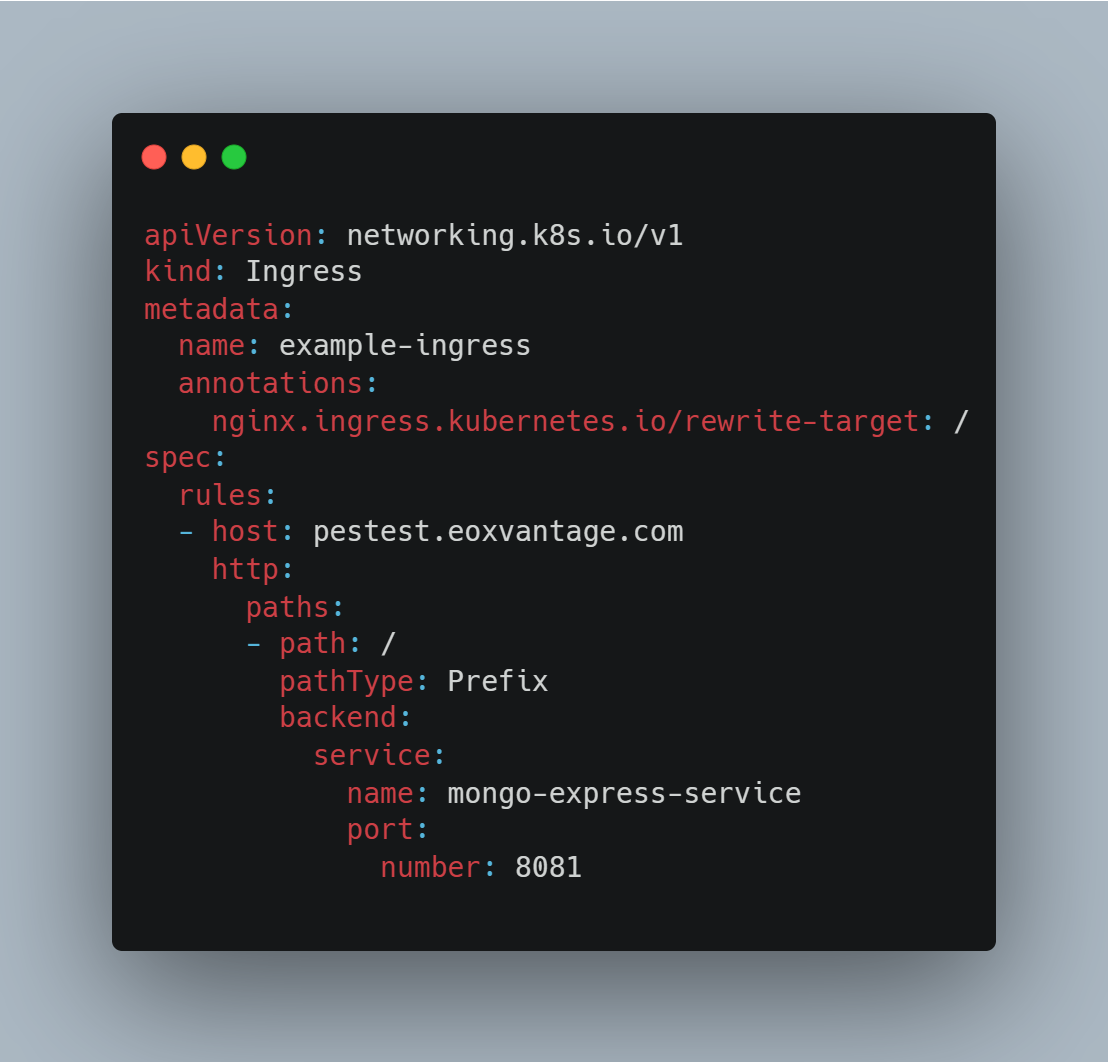 apiVersion: networking.k8s.io/v1
kind: Ingress
metadata:
  name: example-ingress
  annotations:
    nginx.ingress.kubernetes.io/rewrite-target: /
spec:
  rules:
  - host: pestest.eoxvantage.com
    http:
      paths:
      - path: /
        pathType: Prefix
        backend:
          service:
            name: mongo-express-service
            port:
              number: 8081